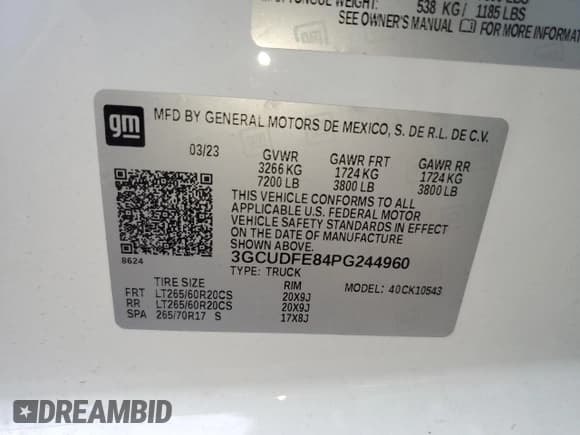 WEIGHT: 538 KG/ 1185 LBS
SEE OWNER'S MANUAL FOR MORE INFORMATION
gm
MFD BY GENERAL MOTORS DE MEXICO, S. DE R.L. DE C.V.
03/23 GVWR GAWR FRT GAWR RR
3266 KG 1724 KG 1724 KG
7200 LB 3800 LB 3800 LB
THIS VEHICLE CONFORMS TO ALL
APPLICABLE U.S. FEDERAL MOTOR
VEHICLE SAFETY STANDARDS IN EFFECT
ON THE DATE OF MANUFACTURE
SHOWN ABOVE.
8624
3GCUDFE84PG244960
TYPE: TRUCK
TIRE SIZE RIM MODEL: 40CK10543
FRT LT265/60R20CS 20X9J
RR LT265/60R20CS 20X9J
SPA 265/70R17 S 17X8J
DREAMBID